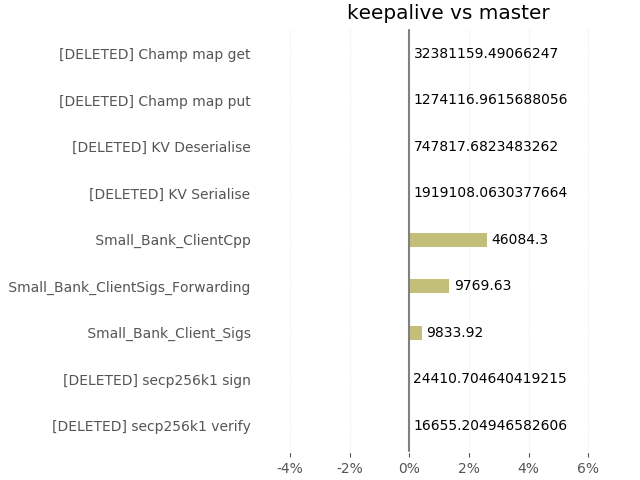 keepalive vs master
[DELETED] Champ map get 32381159.49066247
[DELETED] Champ map put 1274116.9615688056
[DELETED] KV Deserialise 747817.6823483262
[DELETED] KV Serialise 1919108.0630377664
Small_Bank_ClientCpp 46084.3
Small_Bank_ClientSigs_Forwarding 9769.63
Small_Bank_Client_Sigs 9833.92
[DELETED] secp256k1 sign 24410.704640419215
[DELETED] secp256k1 verify 16655.204946582606
-4% -2% 0% 2% 4% 6%